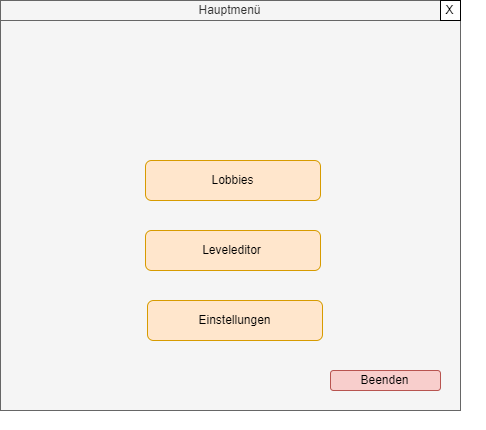 Hauptmenü
X
Lobbies
Leveleditor
Einstellungen
Beenden